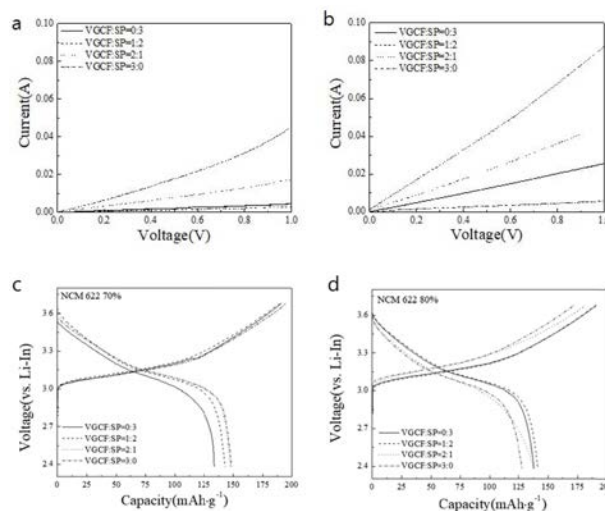 a
VGCF:SP=0:3
VGCF:SP=1:2
VGCF:SP=2:1
VGCF:SP=3:0
Current(A)
0.10
0.08
0.06
0.04
0.02
0.00
0.2 0.4 0.6 0.8 1.0
Voltage(V)
b
VGCF:SP=0:3
VGCF:SP=1:2
VGCF:SP=2:1
VGCF:SP=3:0
Current(A)
0.10
0.08
0.06
0.04
0.02
0.00
0.0 0.2 0.4 0.6 0.8 1.0
Voltage(V)
c
NCM 622 70%
Voltage(vs. Li-In)
3.6
3.3
3.0
2.7
2.4
VGCF:SP=0:3
VGCF:SP=1:2
VGCF:SP=2:1
VGCF:SP=3:0
0 25 50 75 100 125 150 175 200
Capacity(mAh·g⁻¹)
d
NCM 622 80%
Voltage(vs. Li-In)
3.6
3.3
3.0
2.7
2.4
VGCF:SP=0:3
VGCF:SP=1:2
VGCF:SP=2:1
VGCF:SP=3:0
0 25 50 75 100 125 150 175 200
Capacity(mAh·g⁻¹)